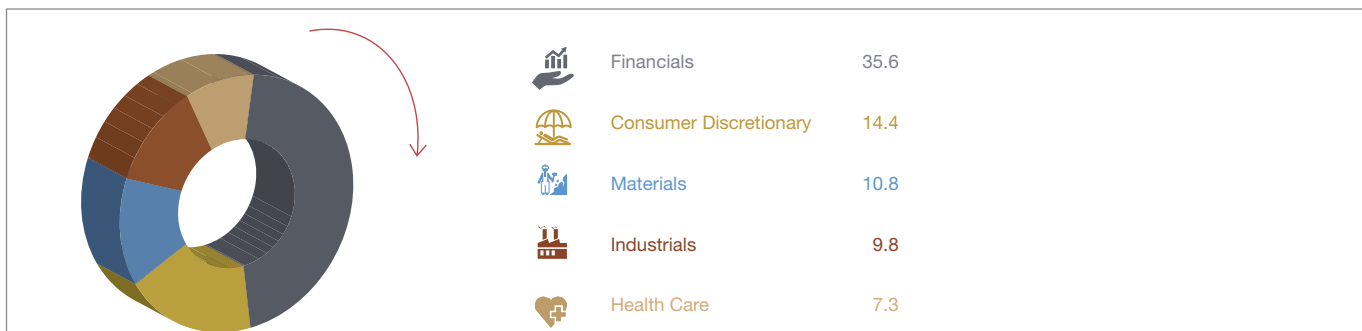 Financials 35.6
Consumer Discretionary 14.4
Materials 10.8
Industrials 9.8
Health Care 7.3